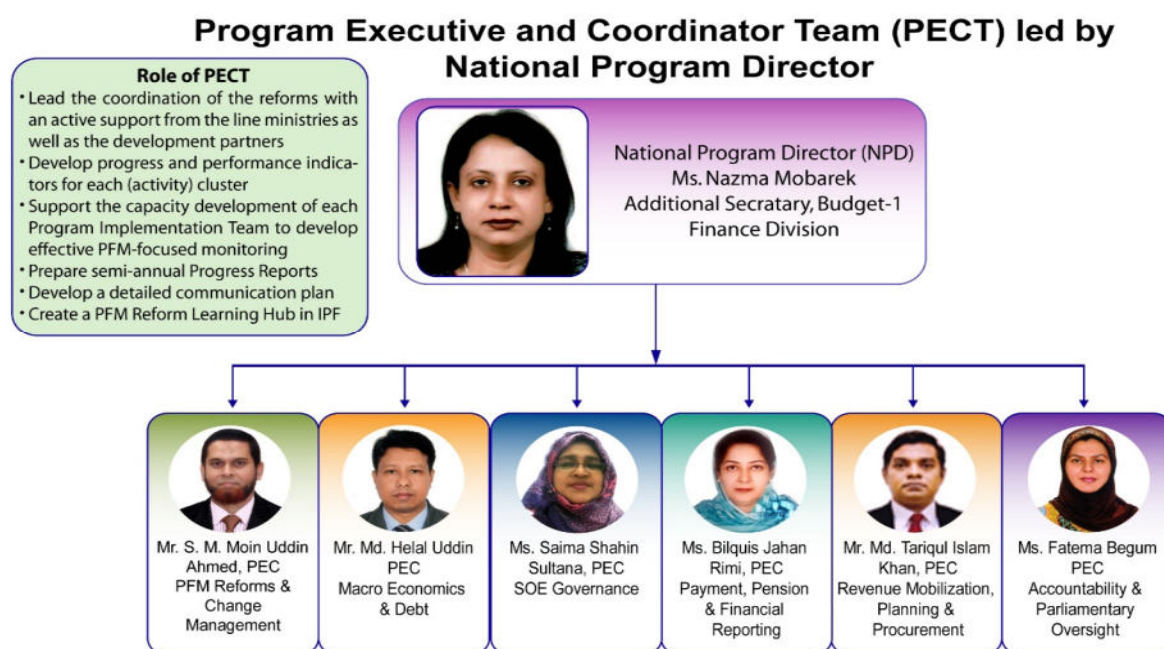 Program Executive and Coordinator Team (PECT) led by
National Program Director
Role of PECT
• Lead the coordination of the reforms with
an active support from the line ministries as
well as the development partners
• Develop progress and performance indica-
tors for each (activity) cluster
• Support the capacity development of each
Program Implementation Team to develop
effective PFM-focused monitoring
• Prepare semi-annual Progress Reports
• Develop a detailed communication plan
• Create a PFM Reform Learning Hub in IPF
National Program Director (NPD)
Ms. Nazma Mobarek
Additional Secratary, Budget-1
Finance Division
Mr. S. M. Moin Uddin
Ahmed, PEC
PFM Reforms &
Change
Management
Mr. Md. Helal Uddin
PEC
Macro Economics
& Debt
Ms. Saima Shahin
Sultana, PEC
SOE Governance
Ms. Bilquis Jahan
Rimi, PEC
Payment, Pension
& Financial
Reporting
Mr. Md. Tariqul Islam
Khan, PEC
Revenue Mobilization,
Planning &
Procurement
Ms. Fatema Begum
PEC
Accountability &
Parliamentary
Oversight